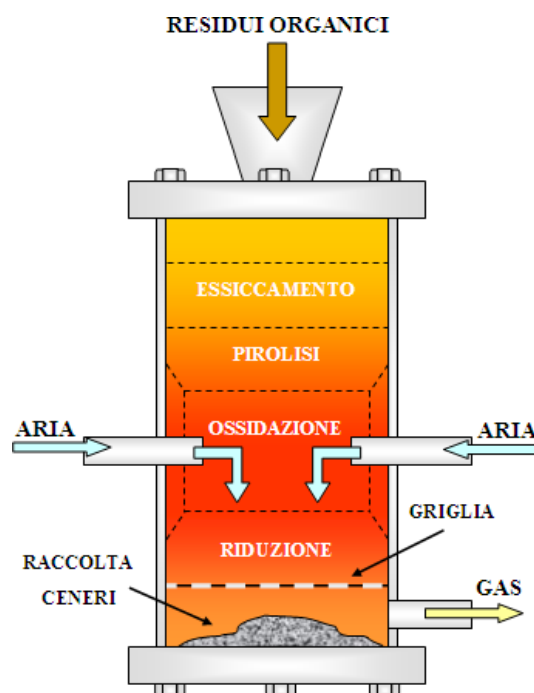 RESIDUI ORGANICI
ESSICCAMENTO
PIROLISI
ARIA
OSSIDAZIONE
ARIA
GRIGLIA
RIDUZIONE
RACCOLTA
CENERI
GAS